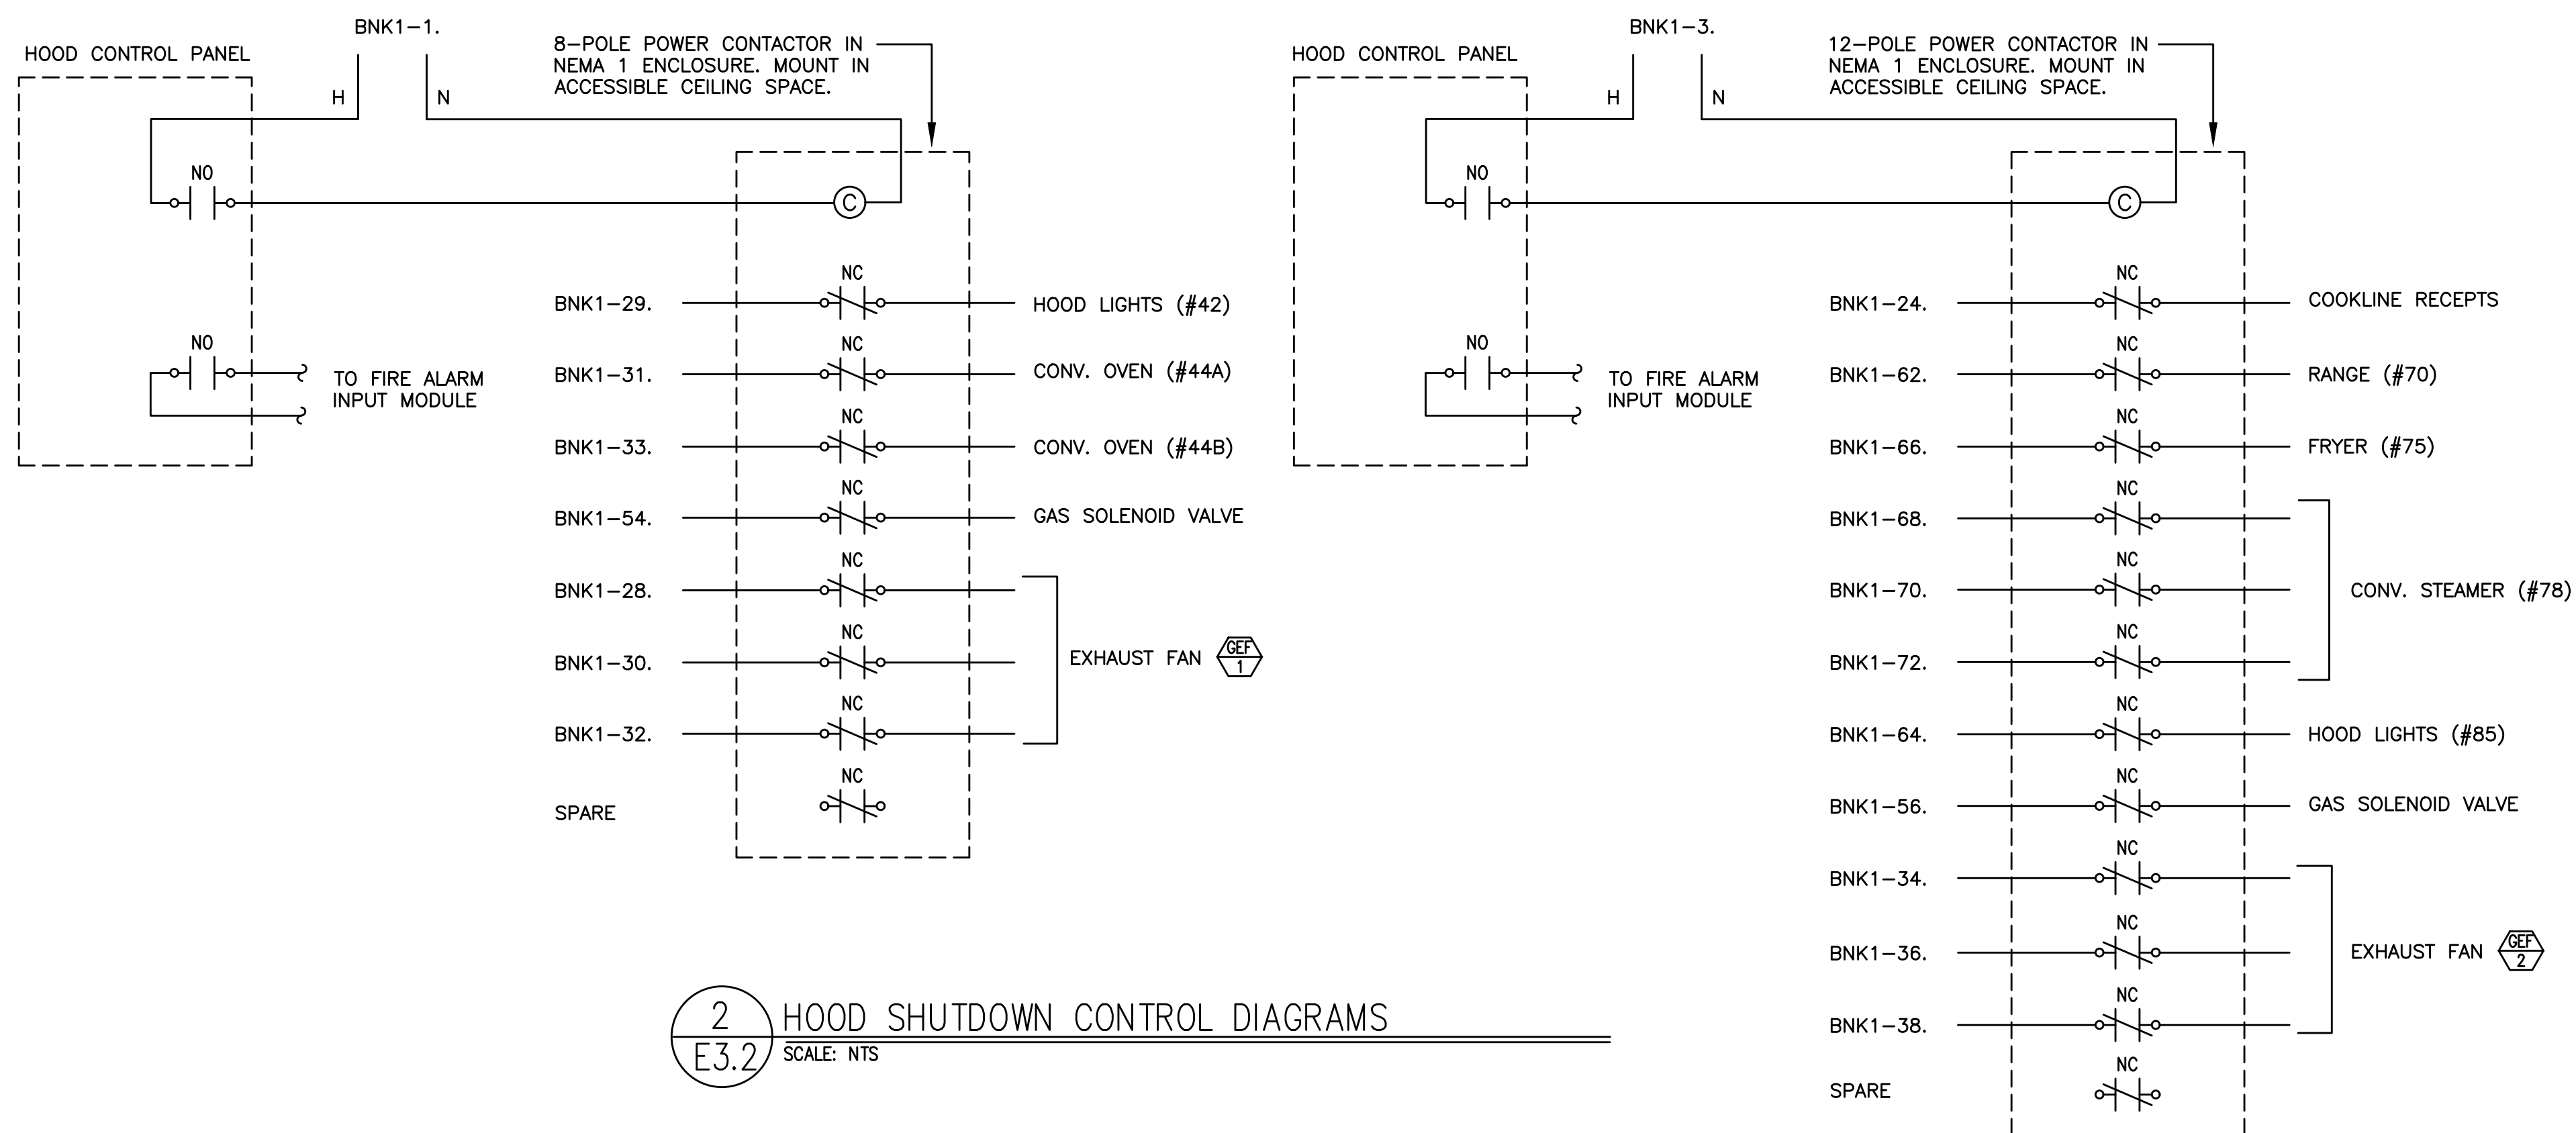 BNK1-1.
HOOD CONTROL PANEL
8-POLE POWER CONTACTOR IN
NEMA 1 ENCLOSURE. MOUNT IN
ACCESSIBLE CEILING SPACE.
H
N
NO
C
NO
TO FIRE ALARM
INPUT MODULE
NC
BNK1-29.
HOOD LIGHTS (#42)
NC
BNK1-31.
CONV. OVEN (#44A)
NC
BNK1-33.
CONV. OVEN (#44B)
NC
BNK1-54.
GAS SOLENOID VALVE
NC
BNK1-28.
NC
BNK1-30.
EXHAUST FAN
GEF
1
NC
BNK1-32.
NC
SPARE
BNK1-3.
HOOD CONTROL PANEL
12-POLE POWER CONTACTOR IN
NEMA 1 ENCLOSURE. MOUNT IN
ACCESSIBLE CEILING SPACE.
H
N
NO
C
NO
TO FIRE ALARM
INPUT MODULE
NC
BNK1-24.
COOKLINE RECEPTS
NC
BNK1-62.
RANGE (#70)
NC
BNK1-66.
FRYER (#75)
NC
BNK1-68.
NC
BNK1-70.
CONV. STEAMER (#78)
NC
BNK1-72.
NC
BNK1-64.
HOOD LIGHTS (#85)
NC
BNK1-56.
GAS SOLENOID VALVE
NC
BNK1-34.
NC
BNK1-36.
EXHAUST FAN
GEF
2
NC
BNK1-38.
NC
SPARE
2
E3.2
HOOD SHUTDOWN CONTROL DIAGRAMS
SCALE: NTS